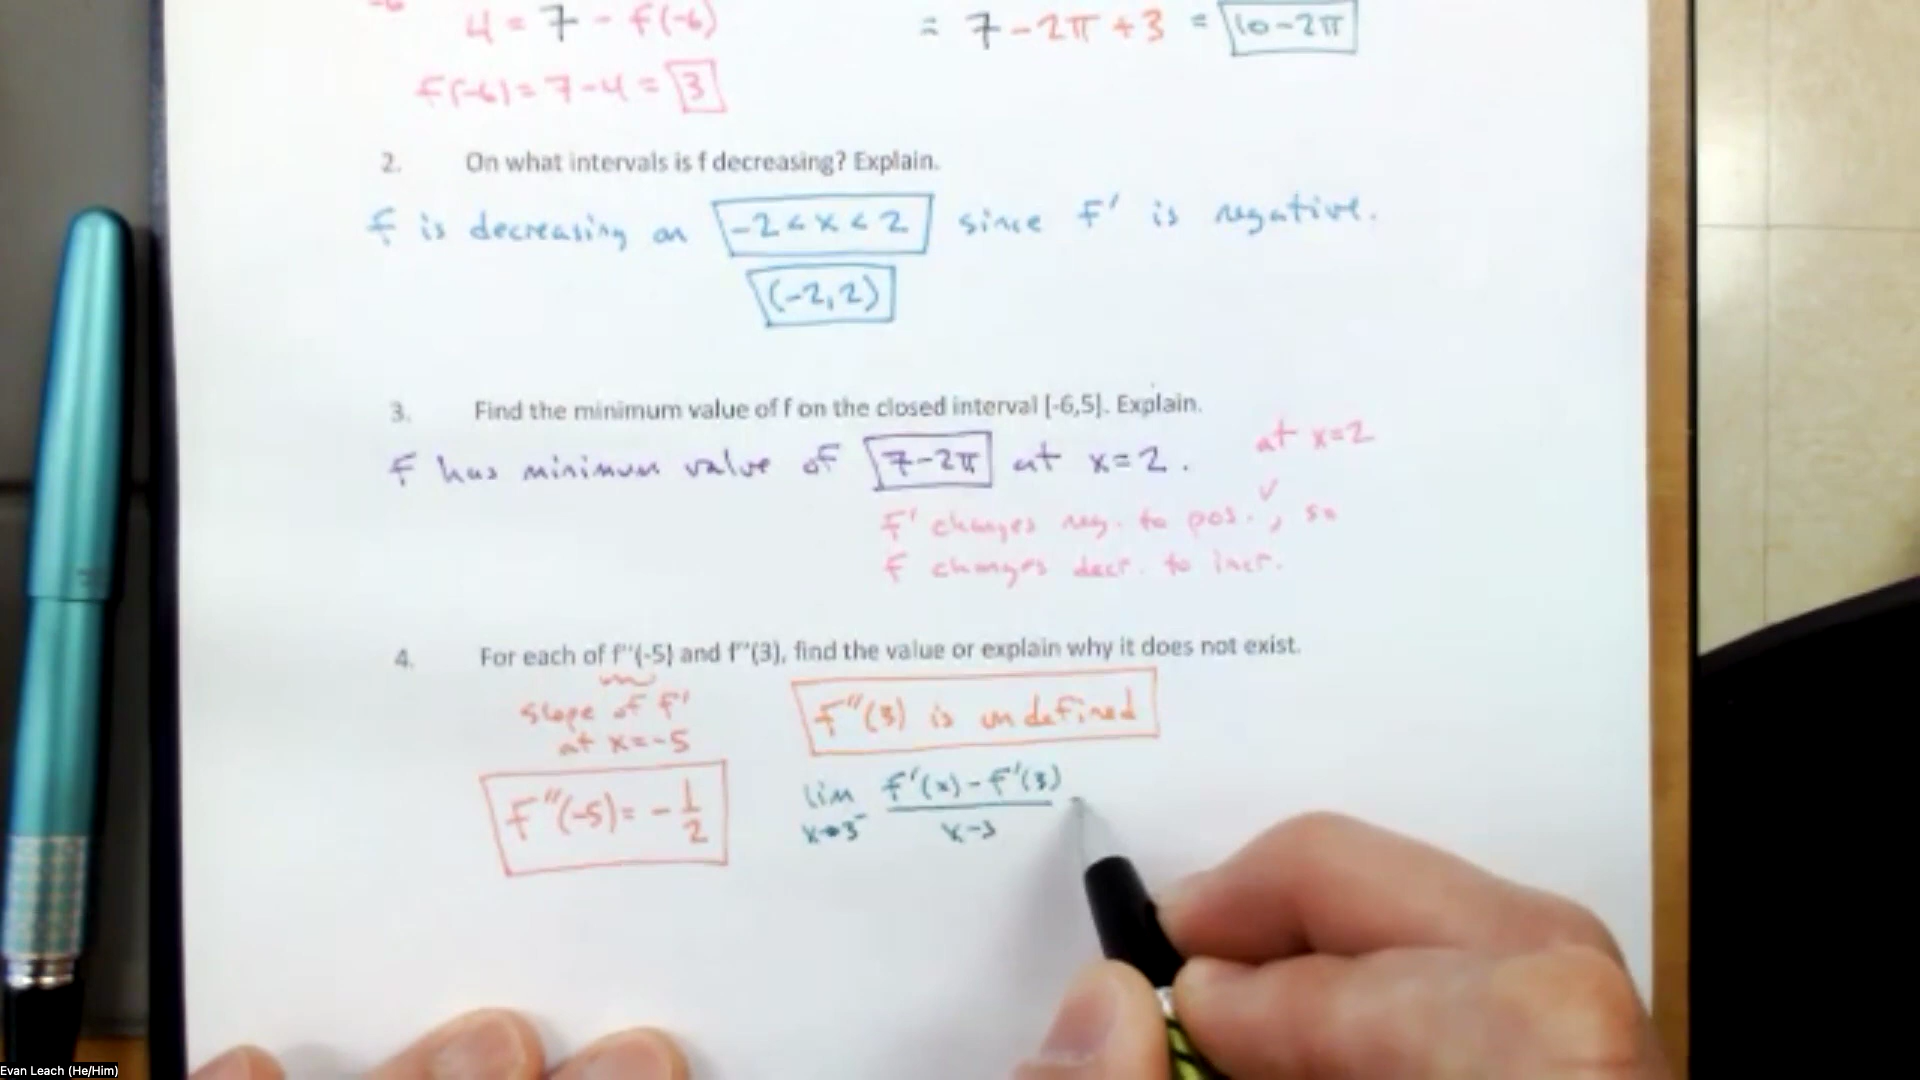 4 = 7 - f(-6)
= 7 - 2π + 3 = 10 - 2π
f(-6) = 7 - 4 = 3
2. On what intervals is f decreasing? Explain.
f is decreasing on -2 < x < 2 since f' is negative.
(-2, 2)
3. Find the minimum value of f on the closed interval [-6,5]. Explain.
f has minimum value of 7 - 2π at x = 2.
at x = 2
f' changes neg. to pos. , so
f changes decr. to incr.
4. For each of f''(-5) and f''(3), find the value or explain why it does not exist.
slope of f'
at x = -5
f''(-5) = - 1/2
f''(3) is undefined
lim x→3⁻ f'(x) - f'(3) / x - 3
Evan Leach (He/Him)